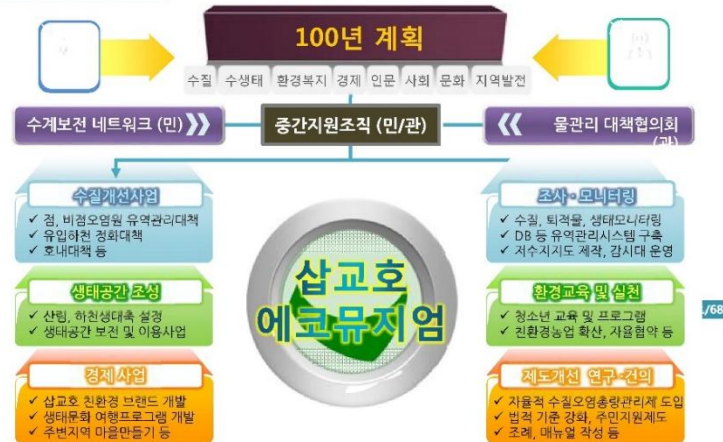 100년 계획
수질 수생태 환경복지 경제 인문 사회 문화 지역발전
수계보전 네트워크 (민)
중간지원조직 (민/관)
물관리 대책협의회
(관)
수질개선사업
✓ 점, 비점오염원 유역관리대책
✓ 유입하천 정화대책
✓ 호내대책 등
생태공간 조성
✓ 산림, 하천생태축 설정
✓ 생태공간 보전 및 이용사업
경제 사업
✓ 삽교호 친환경 브랜드 개발
✓ 생태문화 여행프로그램 개발
✓ 주변지역 마을만들기 등
삽교호
에코뮤지엄
조사·모니터링
✓ 수질, 퇴적물, 생태모니터링
✓ DB 등 유역관리시스템 구축
✓ 저수지지도 제작, 감시대 운영
환경교육 및 실천
✓ 청소년 교육 및 프로그램
✓ 친환경농업 확산, 자율협약 등
제도개선 연구·건의
✓ 자율적 수질오염총량관리제 도입
✓ 법적 기준 강화, 주민지원제도
✓ 조례, 매뉴얼 작성 등
/68